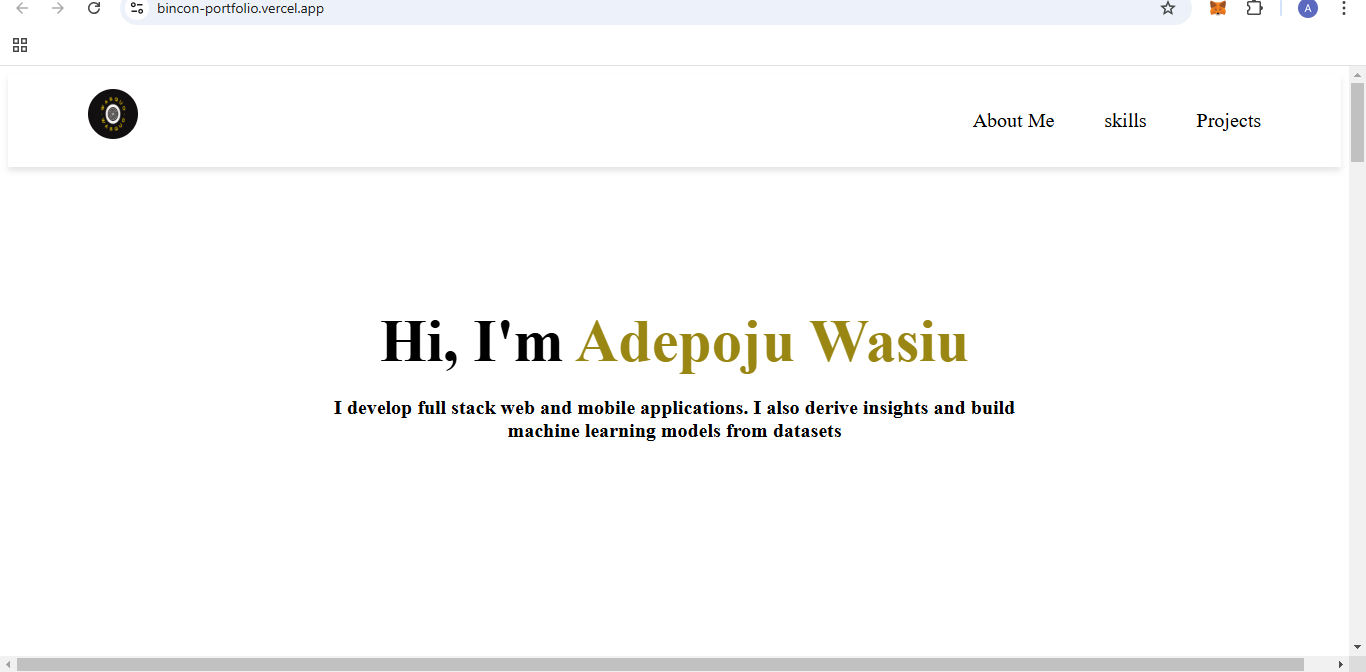 bincon-portfolio.vercel.app
A
About Me
skills
Projects
Hi, I'm Adepoju Wasiu
I develop full stack web and mobile applications. I also derive insights and build
machine learning models from datasets